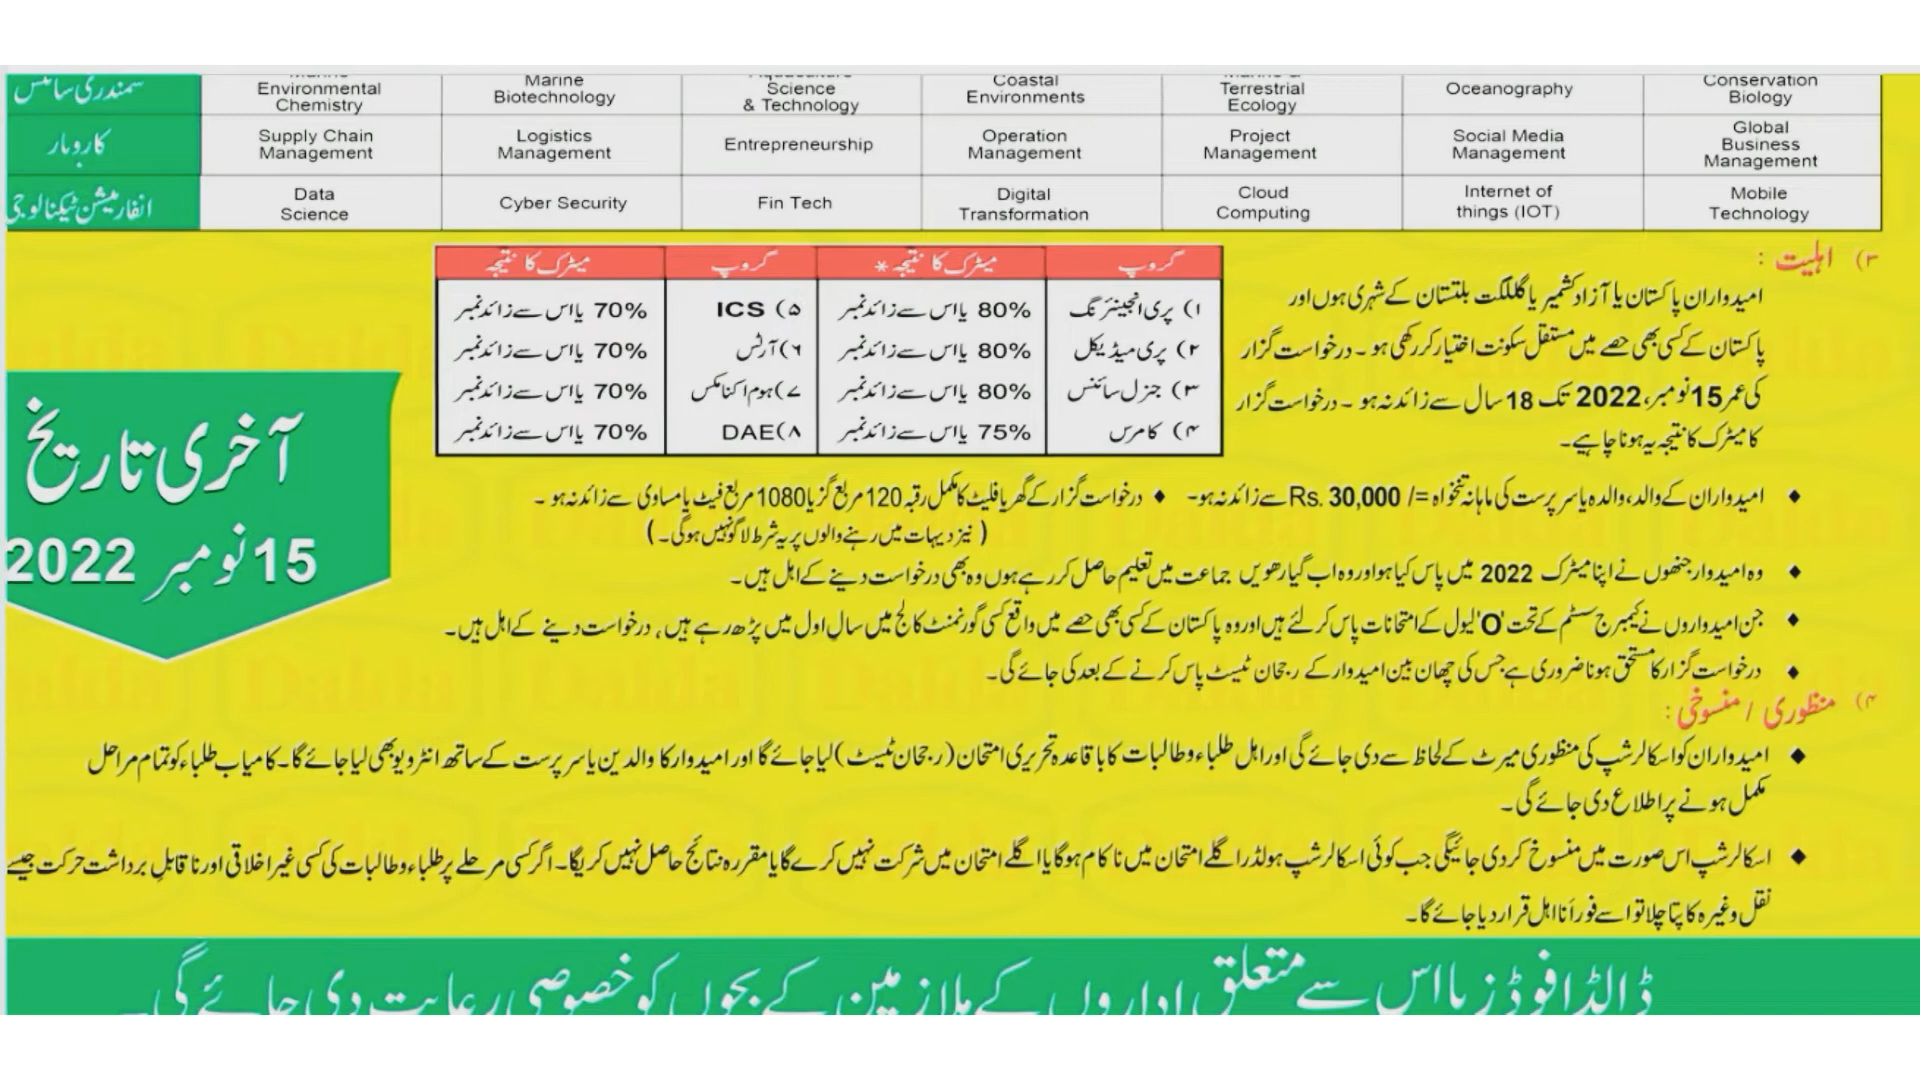 سمندری سائنس
Environmental Chemistry
Marine Biotechnology
Science & Technology
Coastal Environments
Terrestrial Ecology
Oceanography
Conservation Biology
کاروبار
Supply Chain Management
Logistics Management
Entrepreneurship
Operation Management
Project Management
Social Media Management
Global Business Management
انفارمیشن ٹیکنالوجی
Data Science
Cyber Security
Fin Tech
Digital Transformation
Cloud Computing
Internet of things (IOT)
Mobile Technology
۳) اہلیت :
امیدواران پاکستان یا آزاد کشمیر یا گلگت بلتستان کے شہری ہوں اور
پاکستان کے کسی بھی حصے میں مستقل سکونت اختیار کر رکھی ہو ۔ درخواست گزار
کی عمر 15 نومبر، 2022 تک 18 سال سے زائد نہ ہو ۔ درخواست گزار
کا میٹرک کا نتیجہ یہ ہونا چاہیے۔
گروپ میٹرک کا نتیجہ * گروپ میٹرک کا نتیجہ
۱) پری انجینئرنگ 80% یا اس سے زائد نمبر ۵) ICS 70% یا اس سے زائد نمبر
۲) پری میڈیکل 80% یا اس سے زائد نمبر ۶) آرٹس 70% یا اس سے زائد نمبر
۳) جنرل سائنس 80% یا اس سے زائد نمبر ۷) ہوم اکنامکس 70% یا اس سے زائد نمبر
۴) کامرس 75% یا اس سے زائد نمبر ۸) DAE 70% یا اس سے زائد نمبر
آخری تاریخ
15 نومبر 2022
◆ امیدواران کے والد، والدہ یا سرپرست کی ماہانہ تنخواہ =/Rs. 30,000 سے زائد نہ ہو۔ ◆ درخواست گزار کے گھر یا فلیٹ کا مکمل رقبہ 120 مربع گز یا 1080 مربع فیٹ یا مساوی سے زائد نہ ہو ۔
( نیز دیہات میں رہنے والوں پر یہ شرط لاگو نہیں ہوگی۔ )
◆ وہ امیدوار جنھوں نے اپنا میٹرک 2022 میں پاس کیا ہو اور وہ اب گیارھویں جماعت میں تعلیم حاصل کر رہے ہوں وہ بھی درخواست دینے کے اہل ہیں۔
◆ جن امیدواروں نے کیمبرج سسٹم کے تحت 'O' لیول کے امتحانات پاس کر لئے ہیں اور وہ پاکستان کے کسی بھی حصے میں واقع کسی گورنمنٹ کالج میں سال اول میں پڑھ رہے ہیں، درخواست دینے کے اہل ہیں۔
◆ درخواست گزار کا مستحق ہونا ضروری ہے جس کی چھان بین امیدوار کے رجحان ٹیسٹ پاس کرنے کے بعد کی جائے گی۔
۴) منظوری / منسوخی :
◆ امیدواران کو اسکالرشپ کی منظوری میرٹ کے لحاظ سے دی جائے گی اور اہل طلباء و طالبات کا باقاعدہ تحریری امتحان ( رجحان ٹیسٹ ) لیا جائے گا اور امیدوار کا والدین یا سرپرست کے ساتھ انٹرویو بھی لیا جائے گا۔ کامیاب طلباء کو تمام مراحل
مکمل ہونے پر اطلاع دی جائے گی۔
◆ اسکالرشپ اس صورت میں منسوخ کر دی جائیگی جب کوئی اسکالرشپ ہولڈر اگلے امتحان میں ناکام ہوگا یا اگلے امتحان میں شرکت نہیں کرے گا یا مقررہ نتائج حاصل نہیں کریگا۔ اگر کسی مرحلے پر طلباء و طالبات کی کسی غیر اخلاقی اور ناقابل برداشت حرکت جیسے
نقل وغیرہ کا پتا چلا تو اسے فوراً نااہل قرار دیا جائے گا۔
ڈالڈا فوڈز یا اس سے متعلق اداروں کے ملازمین کے بچوں کو خصوصی رعایت دی جائے گی۔